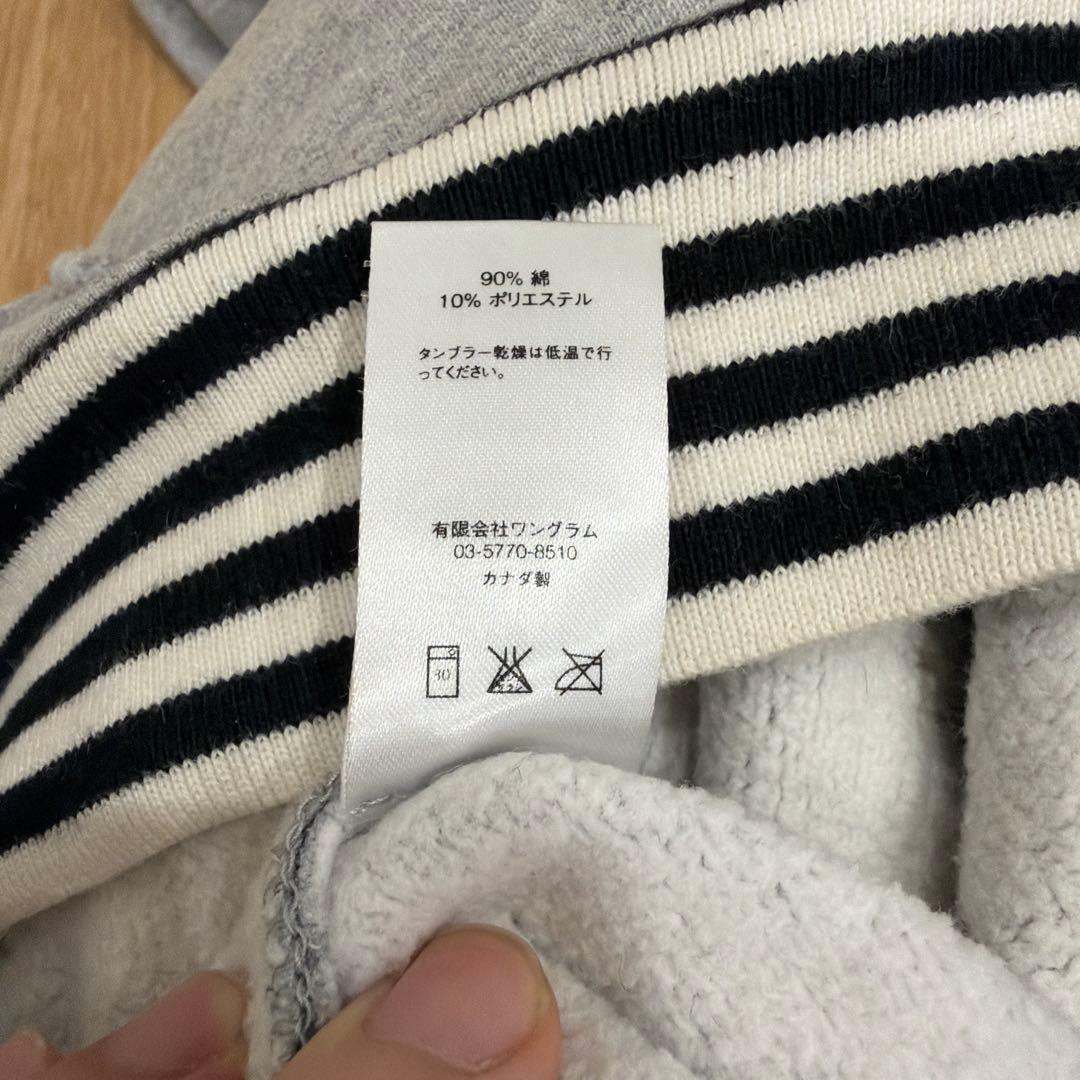 90% 綿
10% ポリエステル
タンブラー乾燥は低温で行
ってください。
有限会社ワングラム
03-5770-8510
カナダ製
30